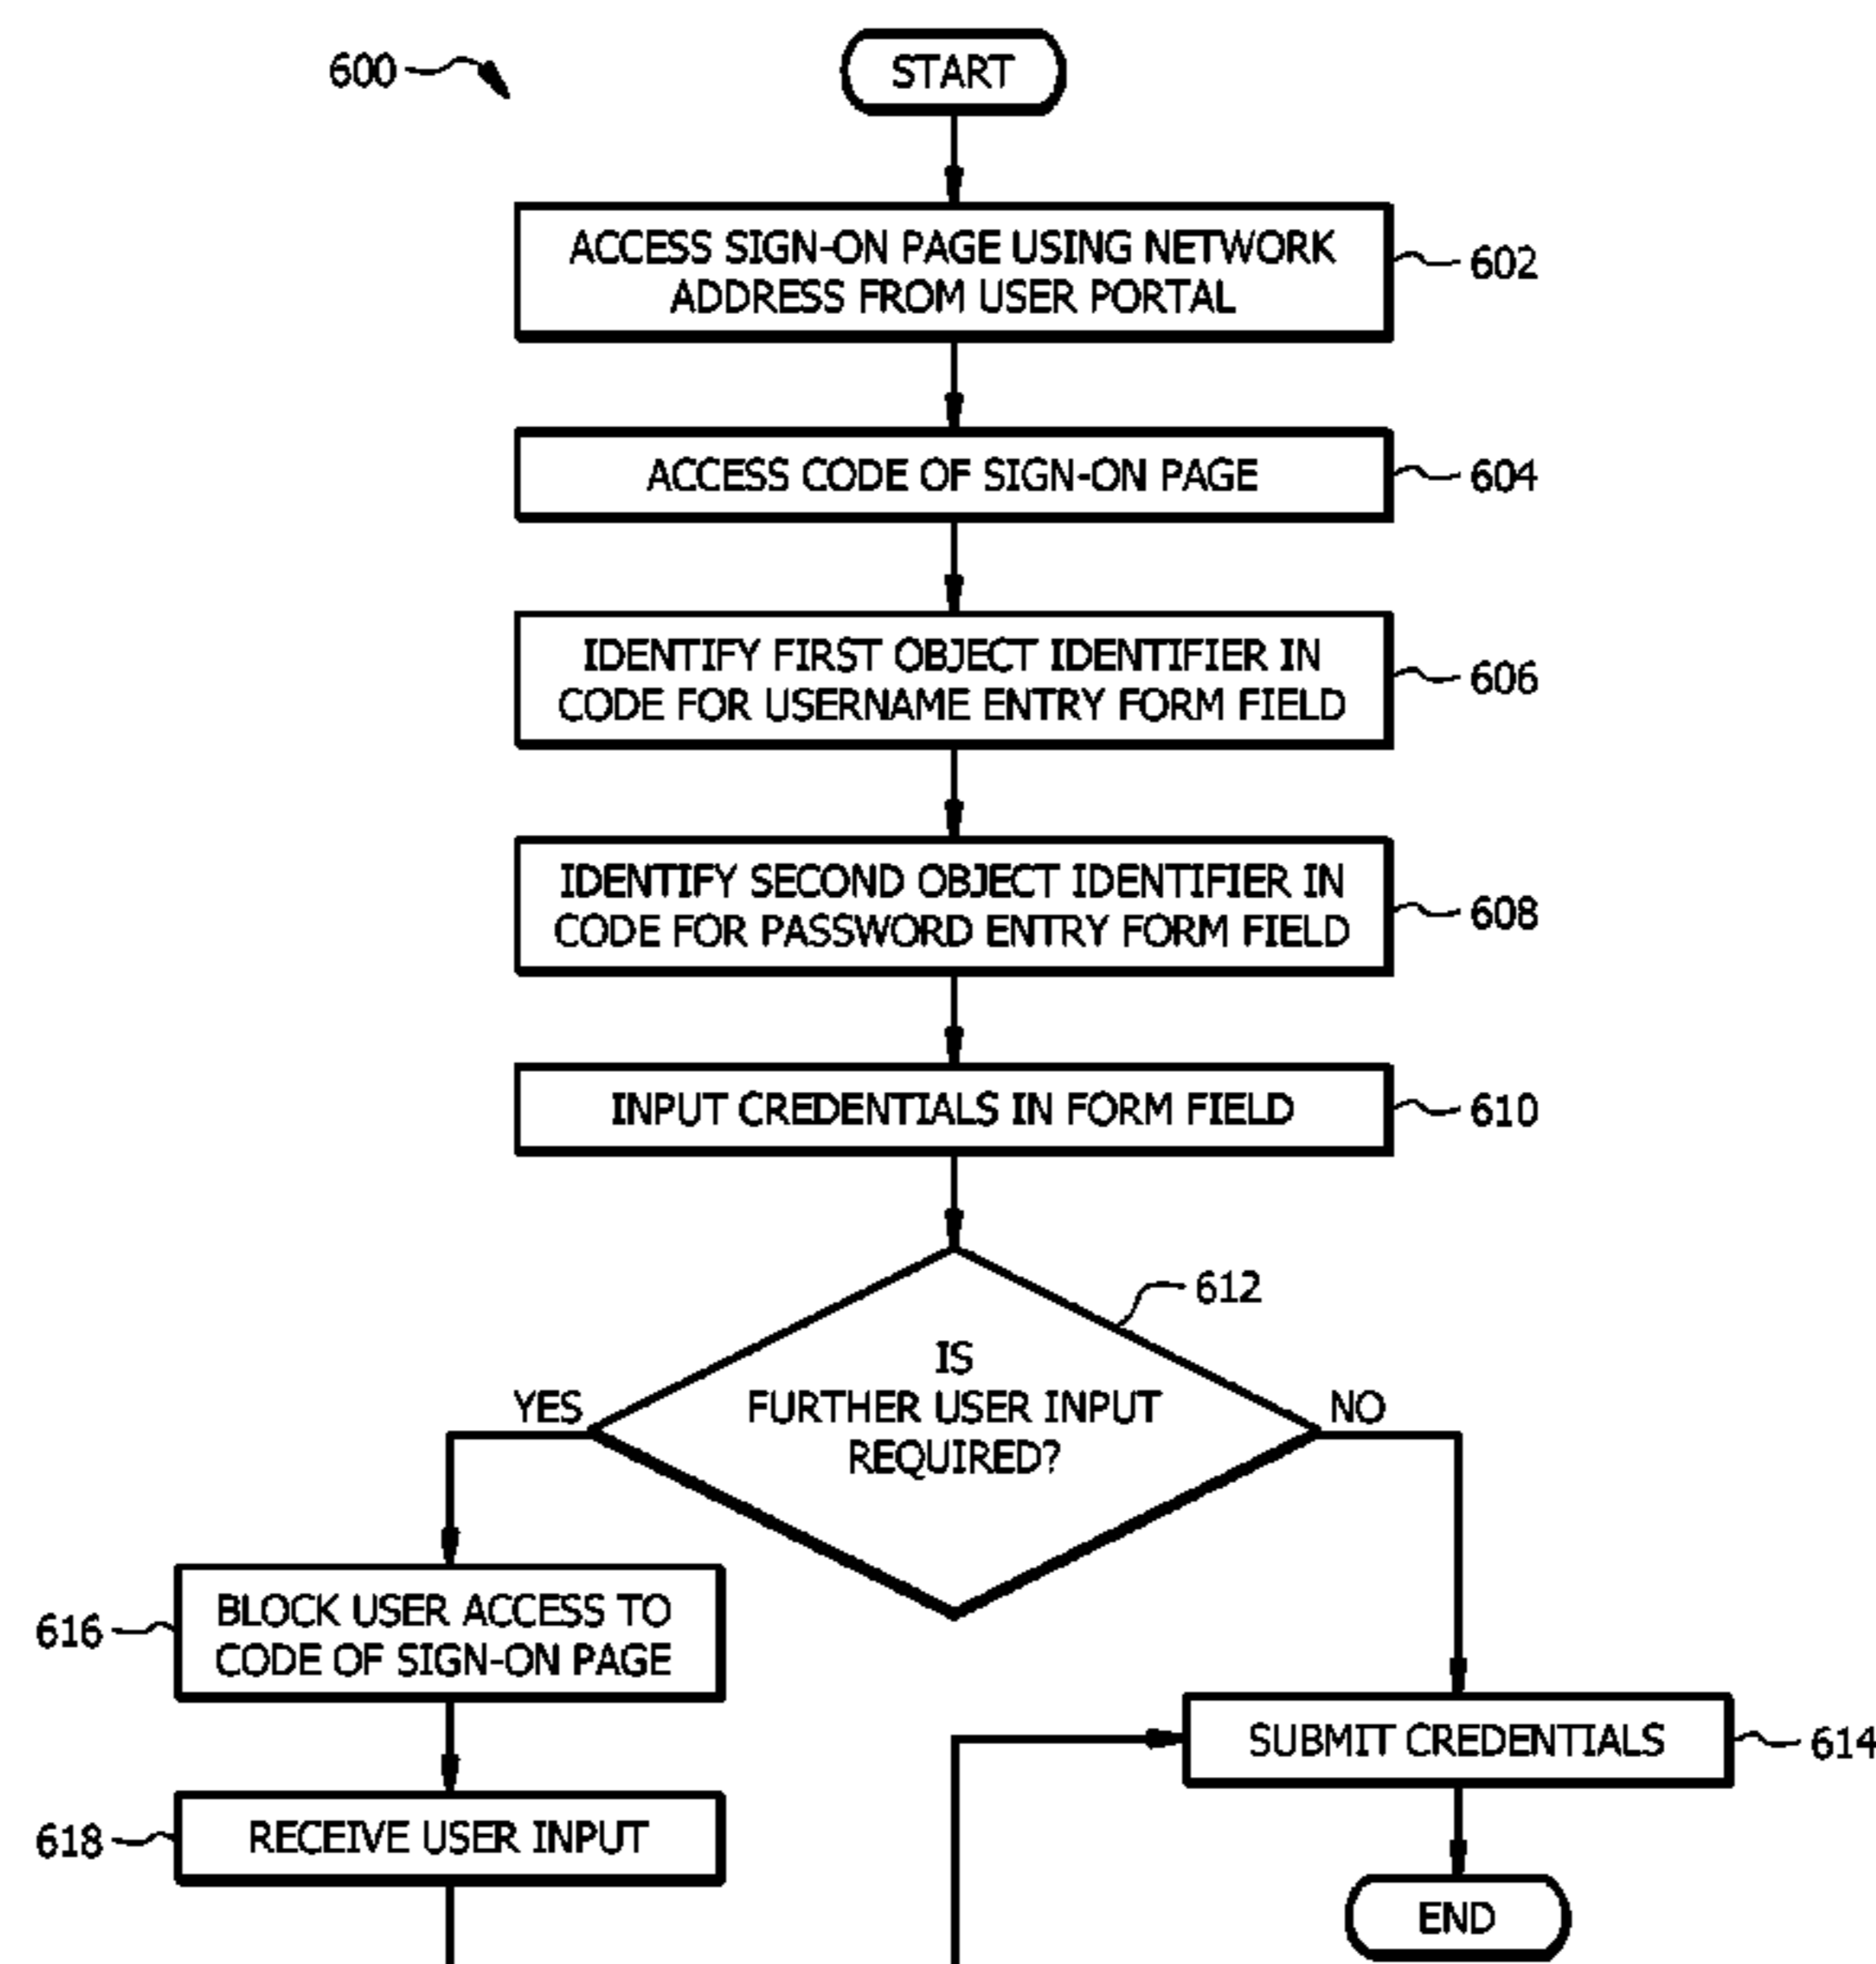 600
START
ACCESS SIGN-ON PAGE USING NETWORK
ADDRESS FROM USER PORTAL
602
ACCESS CODE OF SIGN-ON PAGE
604
IDENTIFY FIRST OBJECT IDENTIFIER IN
CODE FOR USERNAME ENTRY FORM FIELD
606
IDENTIFY SECOND OBJECT IDENTIFIER IN
CODE FOR PASSWORD ENTRY FORM FIELD
608
INPUT CREDENTIALS IN FORM FIELD
610
612
IS
FURTHER USER INPUT
REQUIRED?
YES
NO
616
BLOCK USER ACCESS TO
CODE OF SIGN-ON PAGE
SUBMIT CREDENTIALS
614
618
RECEIVE USER INPUT
END